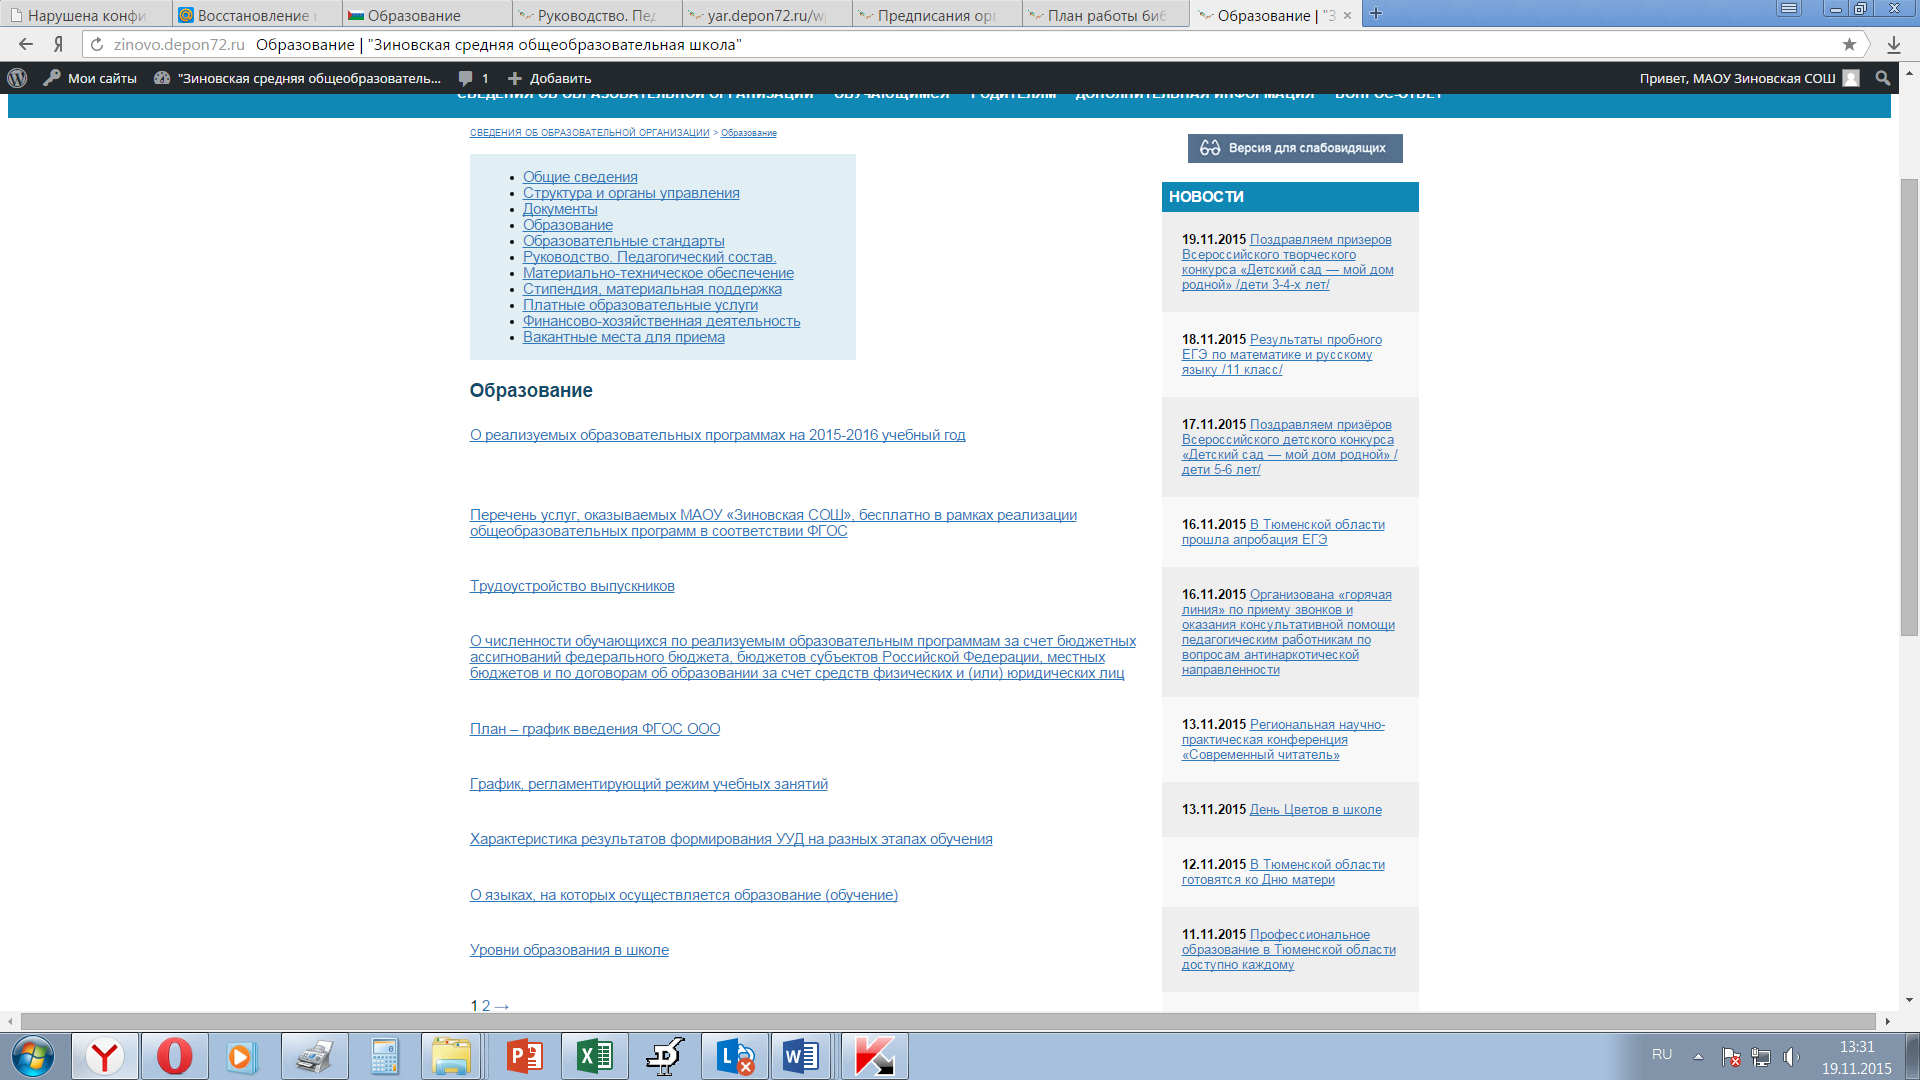 Нарушена конфи
Восстановление
Образование
Руководство. Пед
yar.depon72.ru/wp
Предписания орг
План работы биб
Образование | "З
Я
zinovo.depon72.ru Образование | "Зиновская средняя общеобразовательная школа"
Мои сайты
"Зиновская средняя общеобразователь...
1
Добавить
Привет, МАОУ Зиновская СОШ
СВЕДЕНИЯ ОБ ОБРАЗОВАТЕЛЬНОЙ ОРГАНИЗАЦИИ ОБУЧАЮЩИМСЯ РОДИТЕЛЯМ ДОПОЛНИТЕЛЬНАЯ ИНФОРМАЦИЯ ВОПРОС-ОТВЕТ
СВЕДЕНИЯ ОБ ОБРАЗОВАТЕЛЬНОЙ ОРГАНИЗАЦИИ > Образование
Общие сведения
Структура и органы управления
Документы
Образование
Образовательные стандарты
Руководство. Педагогический состав.
Материально-техническое обеспечение
Стипендия, материальная поддержка
Платные образовательные услуги
Финансово-хозяйственная деятельность
Вакантные места для приема
Образование
О реализуемых образовательных программах на 2015-2016 учебный год
Перечень услуг, оказываемых МАОУ «Зиновская СОШ», бесплатно в рамках реализации
общеобразовательных программ в соответствии ФГОС
Трудоустройство выпускников
О численности обучающихся по реализуемым образовательным программам за счет бюджетных
ассигнований федерального бюджета, бюджетов субъектов Российской Федерации, местных
бюджетов и по договорам об образовании за счет средств физических и (или) юридических лиц
План – график введения ФГОС ООО
График, регламентирующий режим учебных занятий
Характеристика результатов формирования УУД на разных этапах обучения
О языках, на которых осуществляется образование (обучение)
Уровни образования в школе
1 2 →
Версия для слабовидящих
НОВОСТИ
19.11.2015 Поздравляем призеров
Всероссийского творческого
конкурса «Детский сад — мой дом
родной» /дети 3-4-х лет/
18.11.2015 Результаты пробного
ЕГЭ по математике и русскому
языку /11 класс/
17.11.2015 Поздравляем призёров
Всероссийского детского конкурса
«Детский сад — мой дом родной» /
дети 5-6 лет/
16.11.2015 В Тюменской области
прошла апробация ЕГЭ
16.11.2015 Организована «горячая
линия» по приему звонков и
оказания консультативной помощи
педагогическим работникам по
вопросам антинаркотической
направленности
13.11.2015 Региональная научно-
практическая конференция
«Современный читатель»
13.11.2015 День Цветов в школе
12.11.2015 В Тюменской области
готовятся ко Дню матери
11.11.2015 Профессиональное
образование в Тюменской области
доступно каждому
RU
13:31
19.11.2015